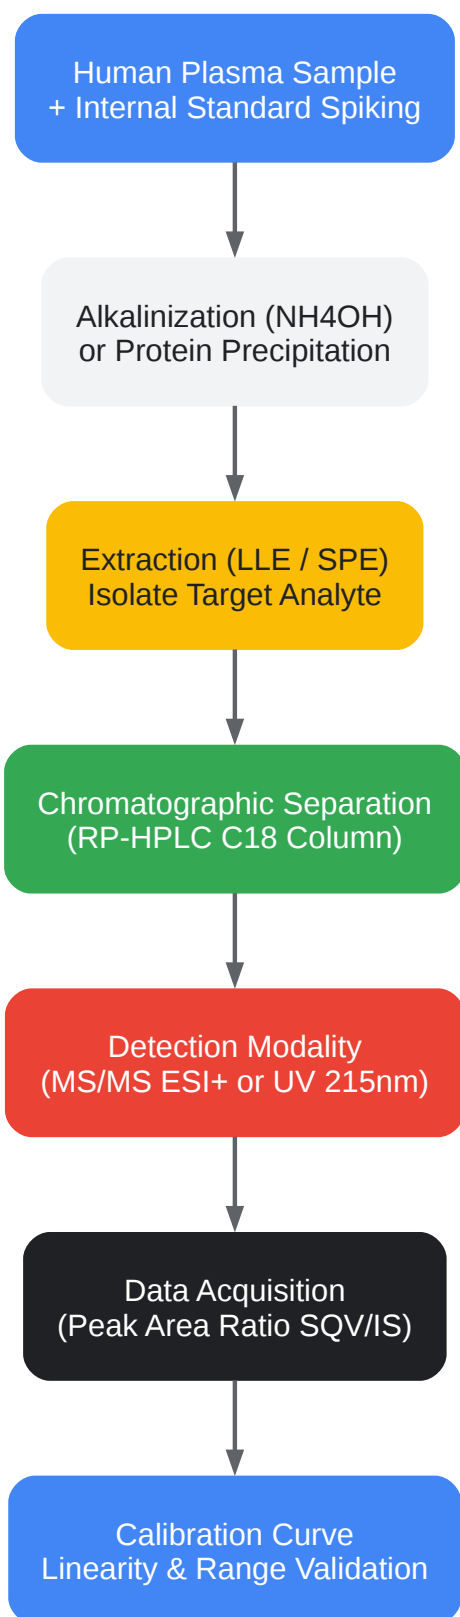 Human Plasma Sample
+ Internal Standard Spiking
Alkalinization (NH4OH)
or Protein Precipitation
Extraction (LLE / SPE)
Isolate Target Analyte
Chromatographic Separation
(RP-HPLC C18 Column)
Detection Modality
(MS/MS ESI+ or UV 215nm)
Data Acquisition
(Peak Area Ratio SQV/IS)
Calibration Curve
Linearity & Range Validation